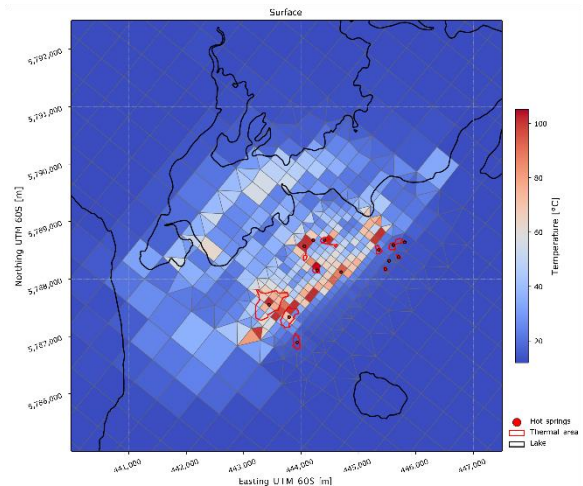 Surface
5,792,000
5,791,000
5,790,000
5,789,000
5,788,000
5,787,000
5,786,000
Northing UTM 60S [m]
441,000
442,000
443,000
444,000
445,000
446,000
447,000
Easting UTM 60S [m]
100
80
60
40
20
Temperature [°C]
Hot springs
Thermal area
Lake